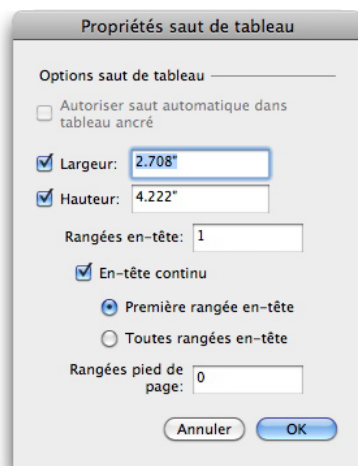 Propriétés saut de tableau
Options saut de tableau
Autoriser saut automatique dans
tableau ancré
Largeur: 2.708"
Hauteur: 4.222"
Rangées en-tête: 1
En-tête continu
Première rangée en-tête
Toutes rangées en-tête
Rangées pied de
page: 0
Annuler OK